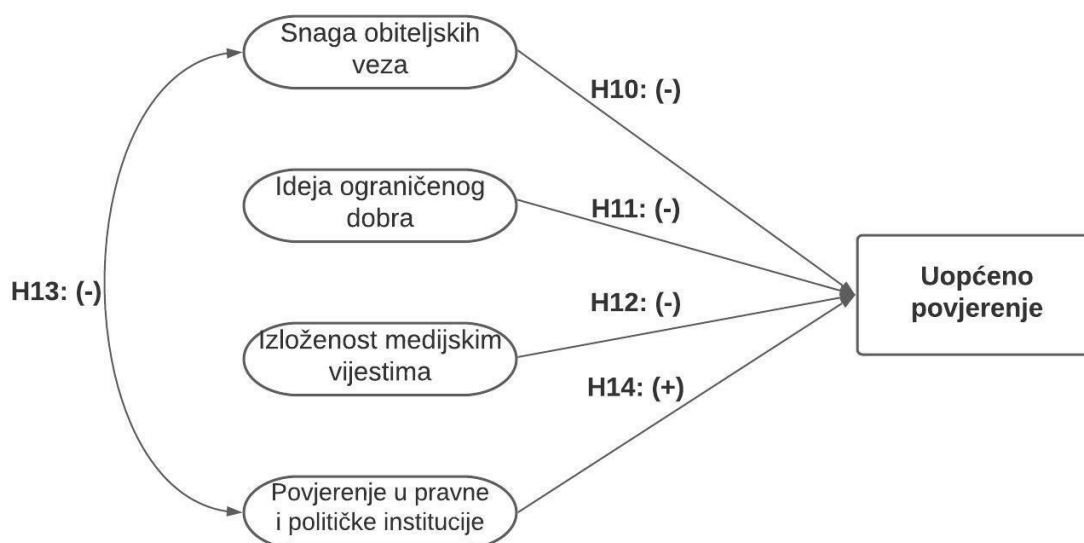 Snaga obiteljskih
veza
H10: (-)
Ideja ograničenog
dobra
H11: (-)
Uopćeno
povjerenje
H13: (-)
H12: (-)
Izloženost medijskim
vijestima
H14: (+)
Povjerenje u pravne
i političke institucije